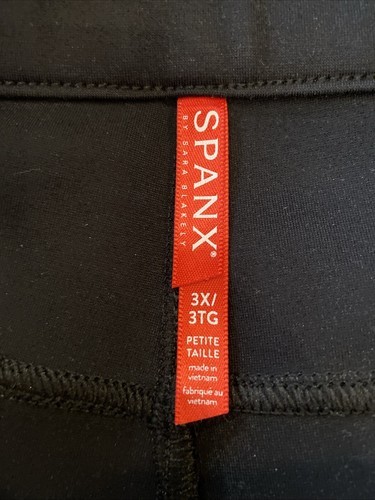 SPANX®
BY SARA BLAKELY
3X/
3TG
PETITE
TAILLE
made in
vietnam
fabriqué au
vietnam